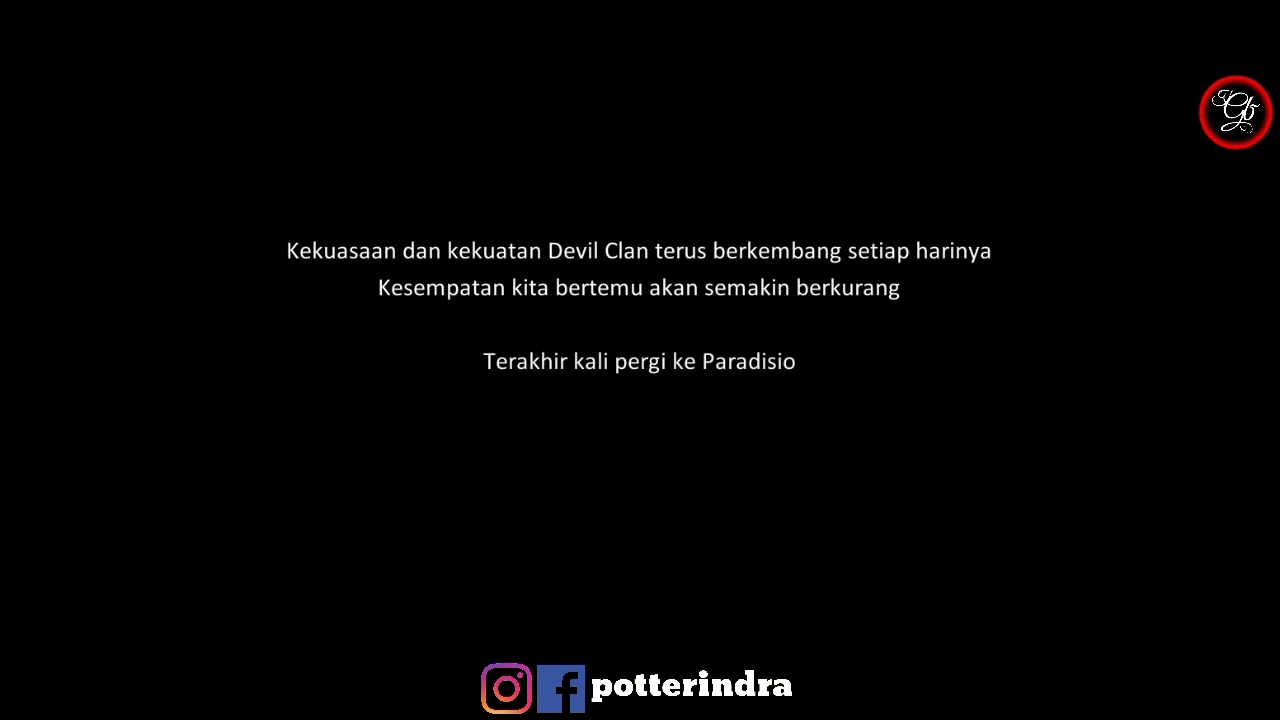 Kekuasaan dan kekuatan Devil Clan terus berkembang setiap harinya
Kesempatan kita bertemu akan semakin berkurang
Terakhir kali pergi ke Paradisio
potterindra